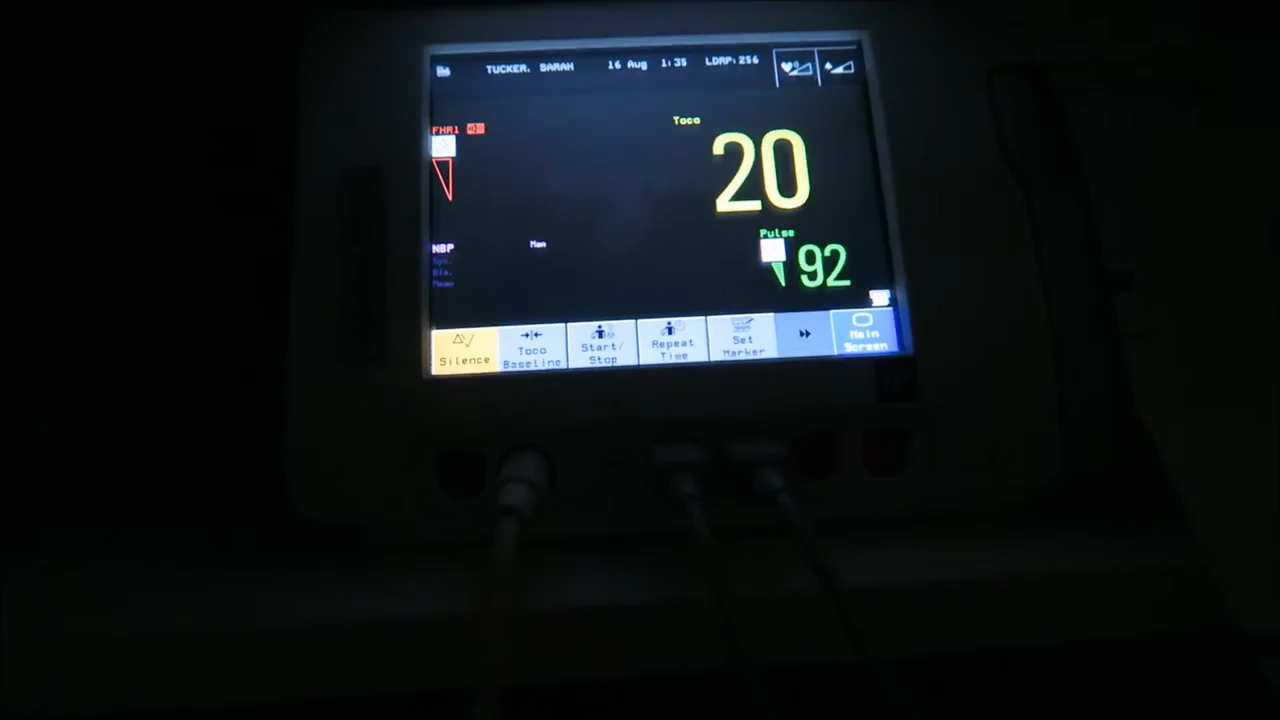 TUCKER, SARAH 16 Aug 1:35 LDRP:256
FHR1
Toco
20
NBP Man
Sys.
Dia.
Mean
Pulse
92
Silence
Toco
Baseline
Start/
Stop
Repeat
Time
Set
Marker
Main
Screen